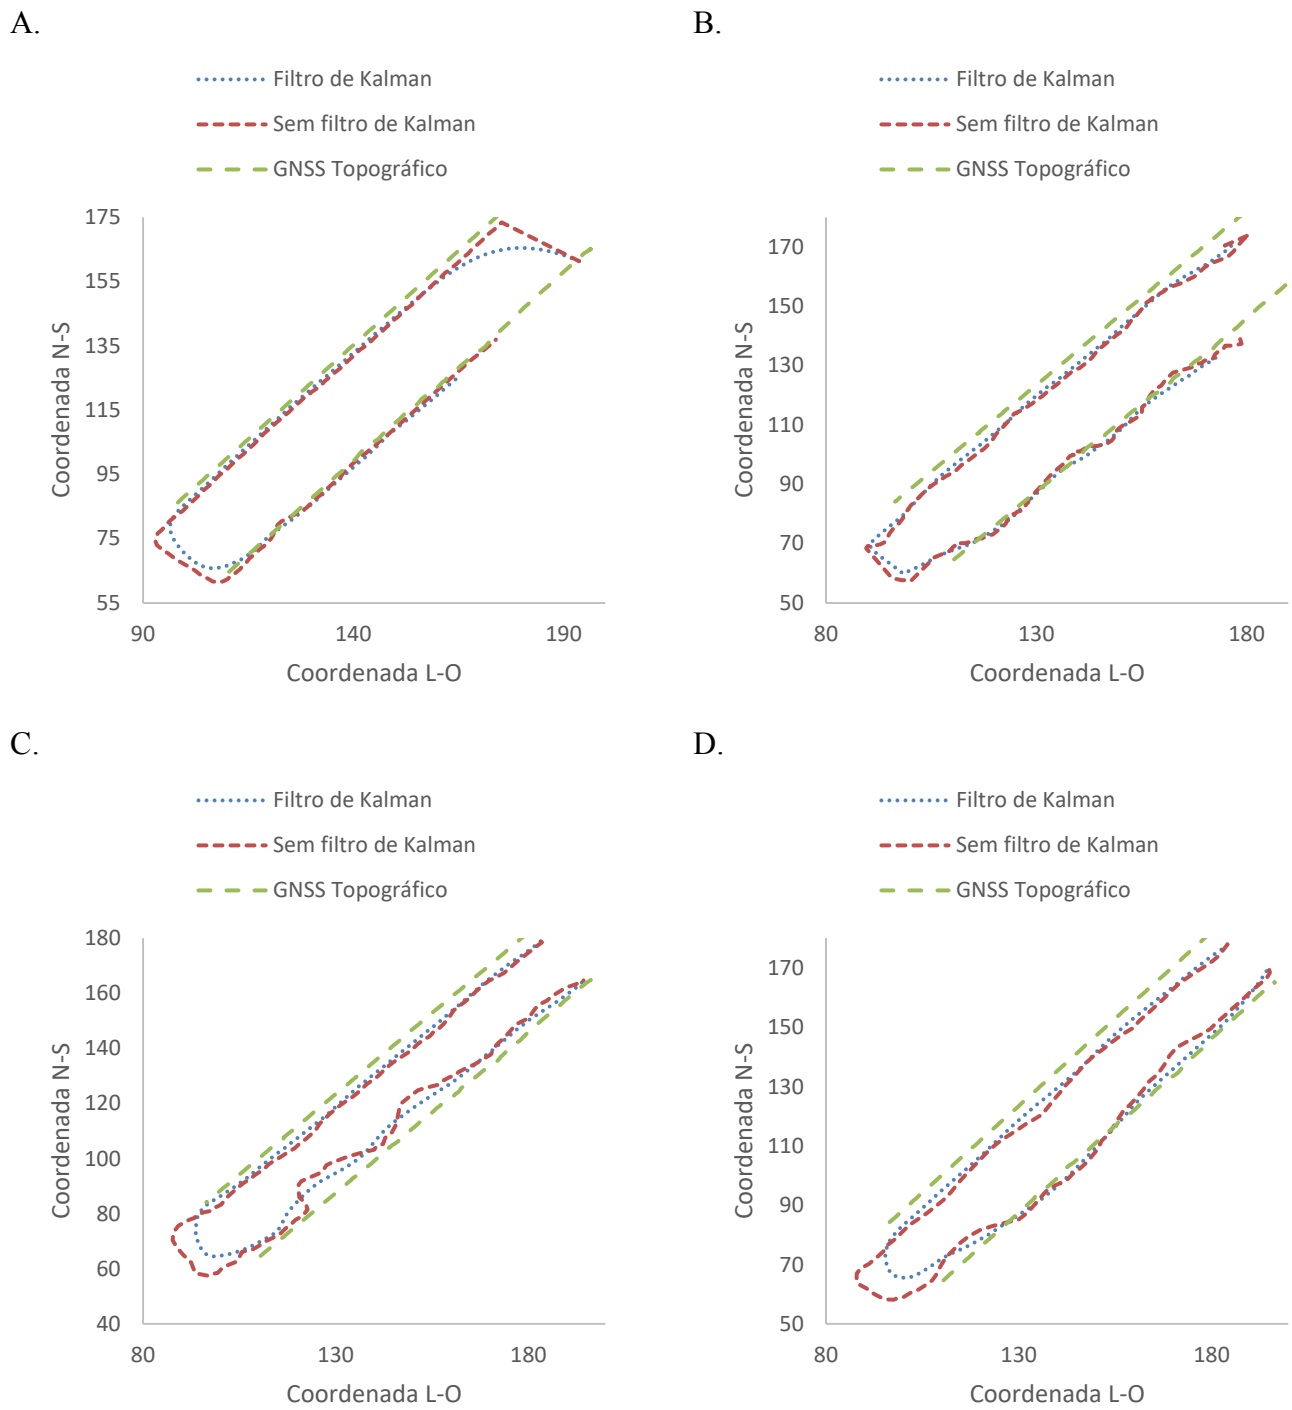 A.
Filtro de Kalman
Sem filtro de Kalman
GNSS Topográfico
175
155
135
115
95
75
55
90
140
190
Coordenada N-S
Coordenada L-O
B.
Filtro de Kalman
Sem filtro de Kalman
GNSS Topográfico
170
150
130
110
90
70
50
80
130
180
Coordenada N-S
Coordenada L-O
C.
Filtro de Kalman
Sem filtro de Kalman
GNSS Topográfico
180
160
140
120
100
80
60
40
80
130
180
Coordenada N-S
Coordenada L-O
D.
Filtro de Kalman
Sem filtro de Kalman
GNSS Topográfico
170
150
130
110
90
70
50
80
130
180
Coordenada N-S
Coordenada L-O